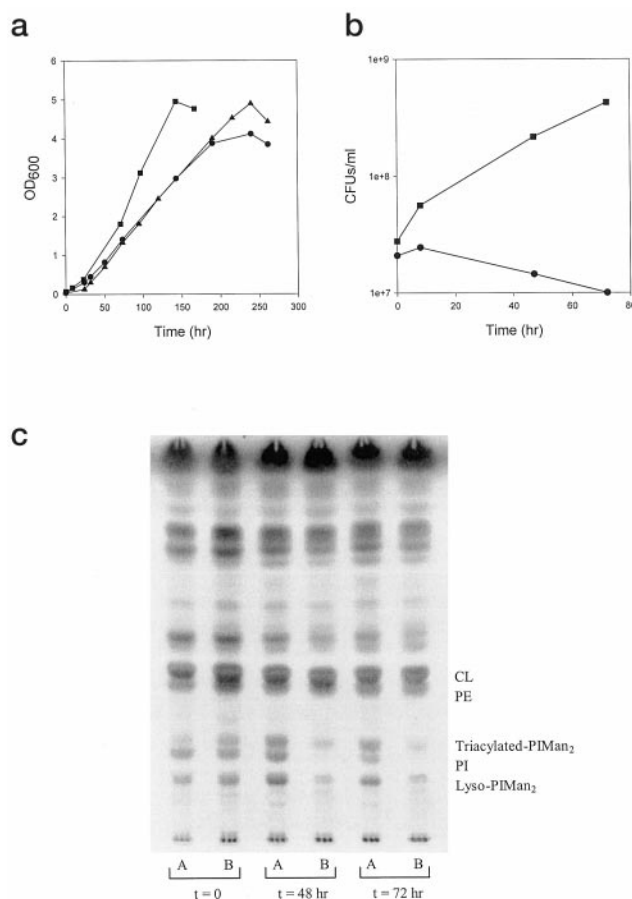 a
b
6
5
4
3
2
1
0
OD600
0 50 100 150 200 250 300
Time (hr)
1e+9
1e+8
1e+7
CFUs/ml
0 20 40 60 80
Time (hr)
c
CL
PE
Triacylated-PIMan2
PI
Lyso-PIMan2
A B A B A B
t = 0 t = 48 hr t = 72 hr